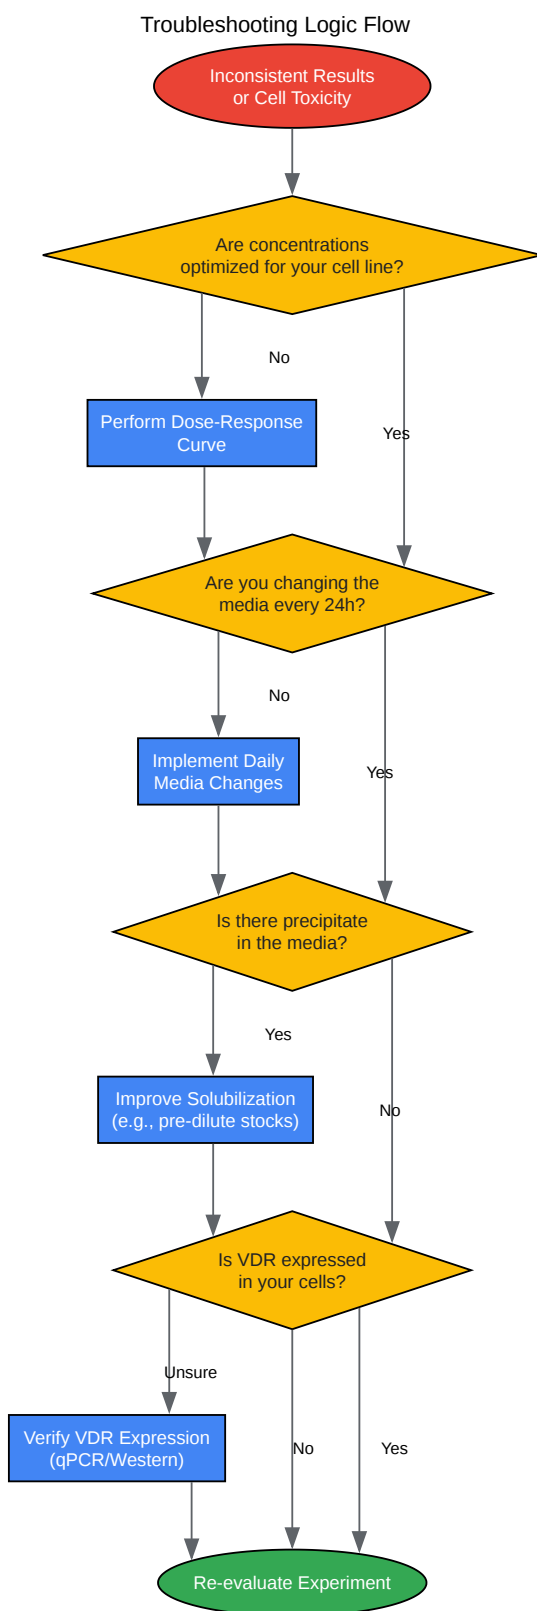 Troubleshooting Logic Flow
Inconsistent Results
or Cell Toxicity
Are concentrations
optimized for your cell line?
No
Perform Dose-Response
Curve
Yes
Are you changing the
media every 24h?
No
Implement Daily
Media Changes
Yes
Is there precipitate
in the media?
Yes
Improve Solubilization
(e.g., pre-dilute stocks)
No
Is VDR expressed
in your cells?
Unsure
Verify VDR Expression
(qPCR/Western)
No
Yes
Re-evaluate Experiment